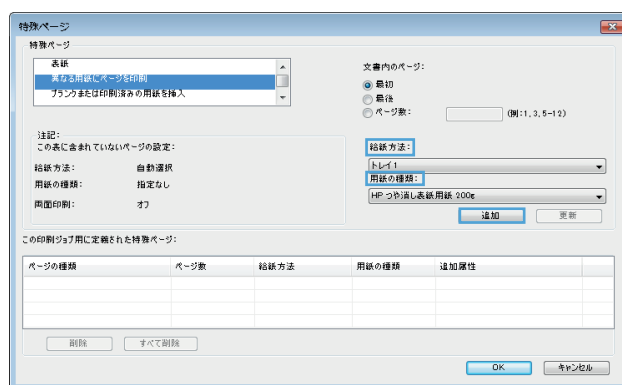 特殊ページ
特殊ページ
表紙
異なる用紙にページを印刷
ブランクまたは印刷済みの用紙を挿入
文書内のページ:
最初
最後
ページ数:
(例:1,3,5-12)
注記:
この表に含まれていないページの設定:
給紙方法: 自動選択
用紙の種類: 指定なし
両面印刷: オフ
給紙方法:
トレイ1
用紙の種類:
HP つや消し表紙用紙 200g
追加 更新
この印刷ジョブ用に定義された特殊ページ:
ページの種類 ページ数 給紙方法 用紙の種類 追加属性
削除 すべて削除
OK キャンセル